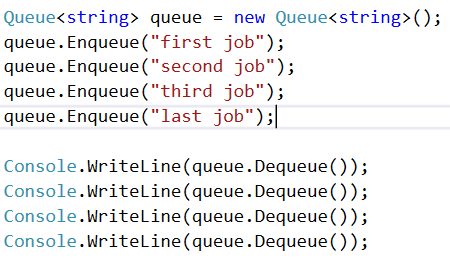 Queue<string> queue = new Queue<string>();
queue.Enqueue("first job");
queue.Enqueue("second job");
queue.Enqueue("third job");
queue.Enqueue("last job");
Console.WriteLine(queue.Dequeue());
Console.WriteLine(queue.Dequeue());
Console.WriteLine(queue.Dequeue());
Console.WriteLine(queue.Dequeue());